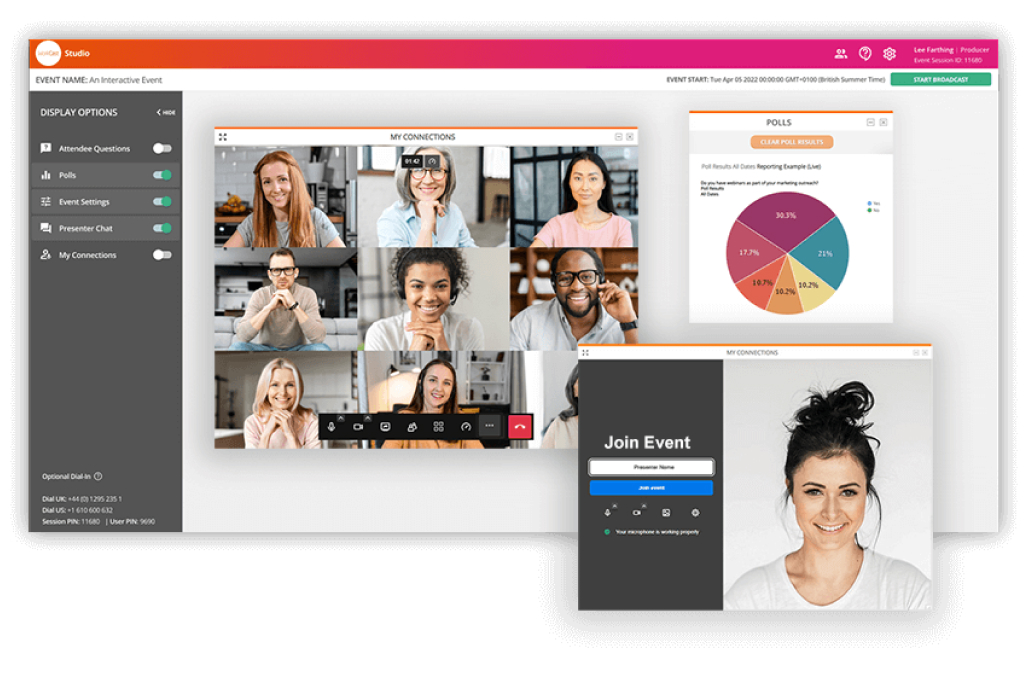 Studio
Lee Farthing | Producer
Event Session ID: 11680
EVENT NAME: An Interactive Event
EVENT START: Tue Apr 05 2022 00:00:00 GMT+0100 (British Summer Time)
START BROADCAST
DISPLAY OPTIONS
HIDE
Attendee Questions
Polls
Event Settings
Presenter Chat
My Connections
Optional Dial-In
Dial UK: +44 (0) 1295 235 1
Dial US: +1 610 600 632
Session PIN: 11680 | User PIN: 9690
MY CONNECTIONS
01:42
POLLS
CLEAR POLL RESULTS
Poll Results All Dates Reporting Example (Live)
Do you have webinars as part of your marketing outreach?
Poll Results
All Dates
Yes
No
30.3%
17.7%
21%
10.7%
10.2%
10.2%
MY CONNECTIONS
Join Event
Presenter Name
Join event
Your microphone is working properly